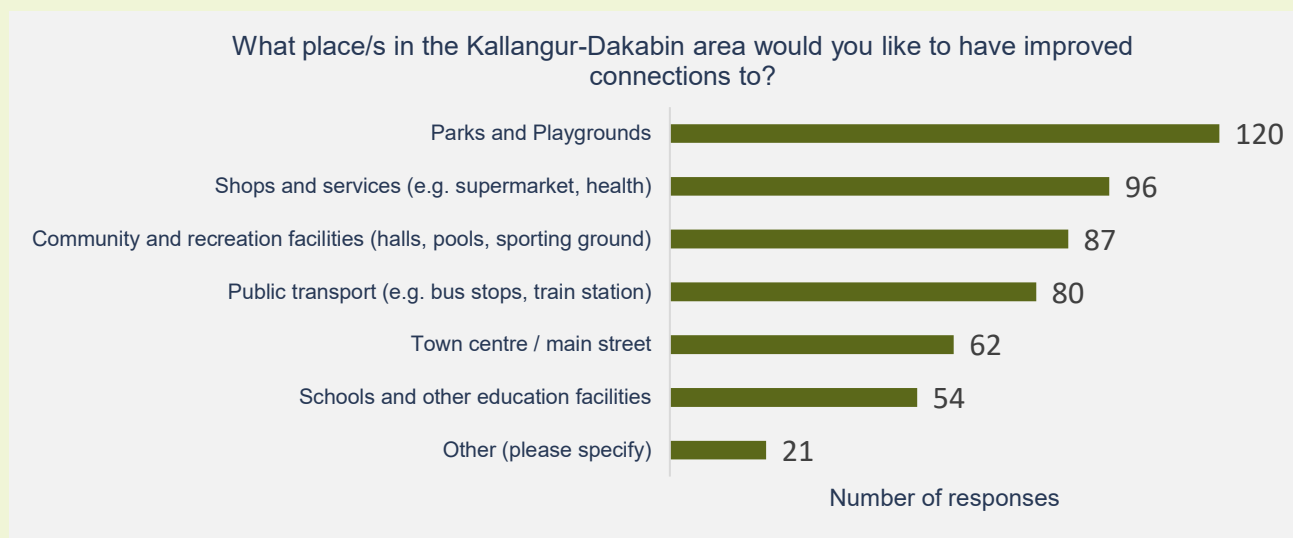 What place/s in the Kallangur-Dakabin area would you like to have improved
connections to?
Parks and Playgrounds 120
Shops and services (e.g. supermarket, health) 96
Community and recreation facilities (halls, pools, sporting ground) 87
Public transport (e.g. bus stops, train station) 80
Town centre / main street 62
Schools and other education facilities 54
Other (please specify) 21
Number of responses